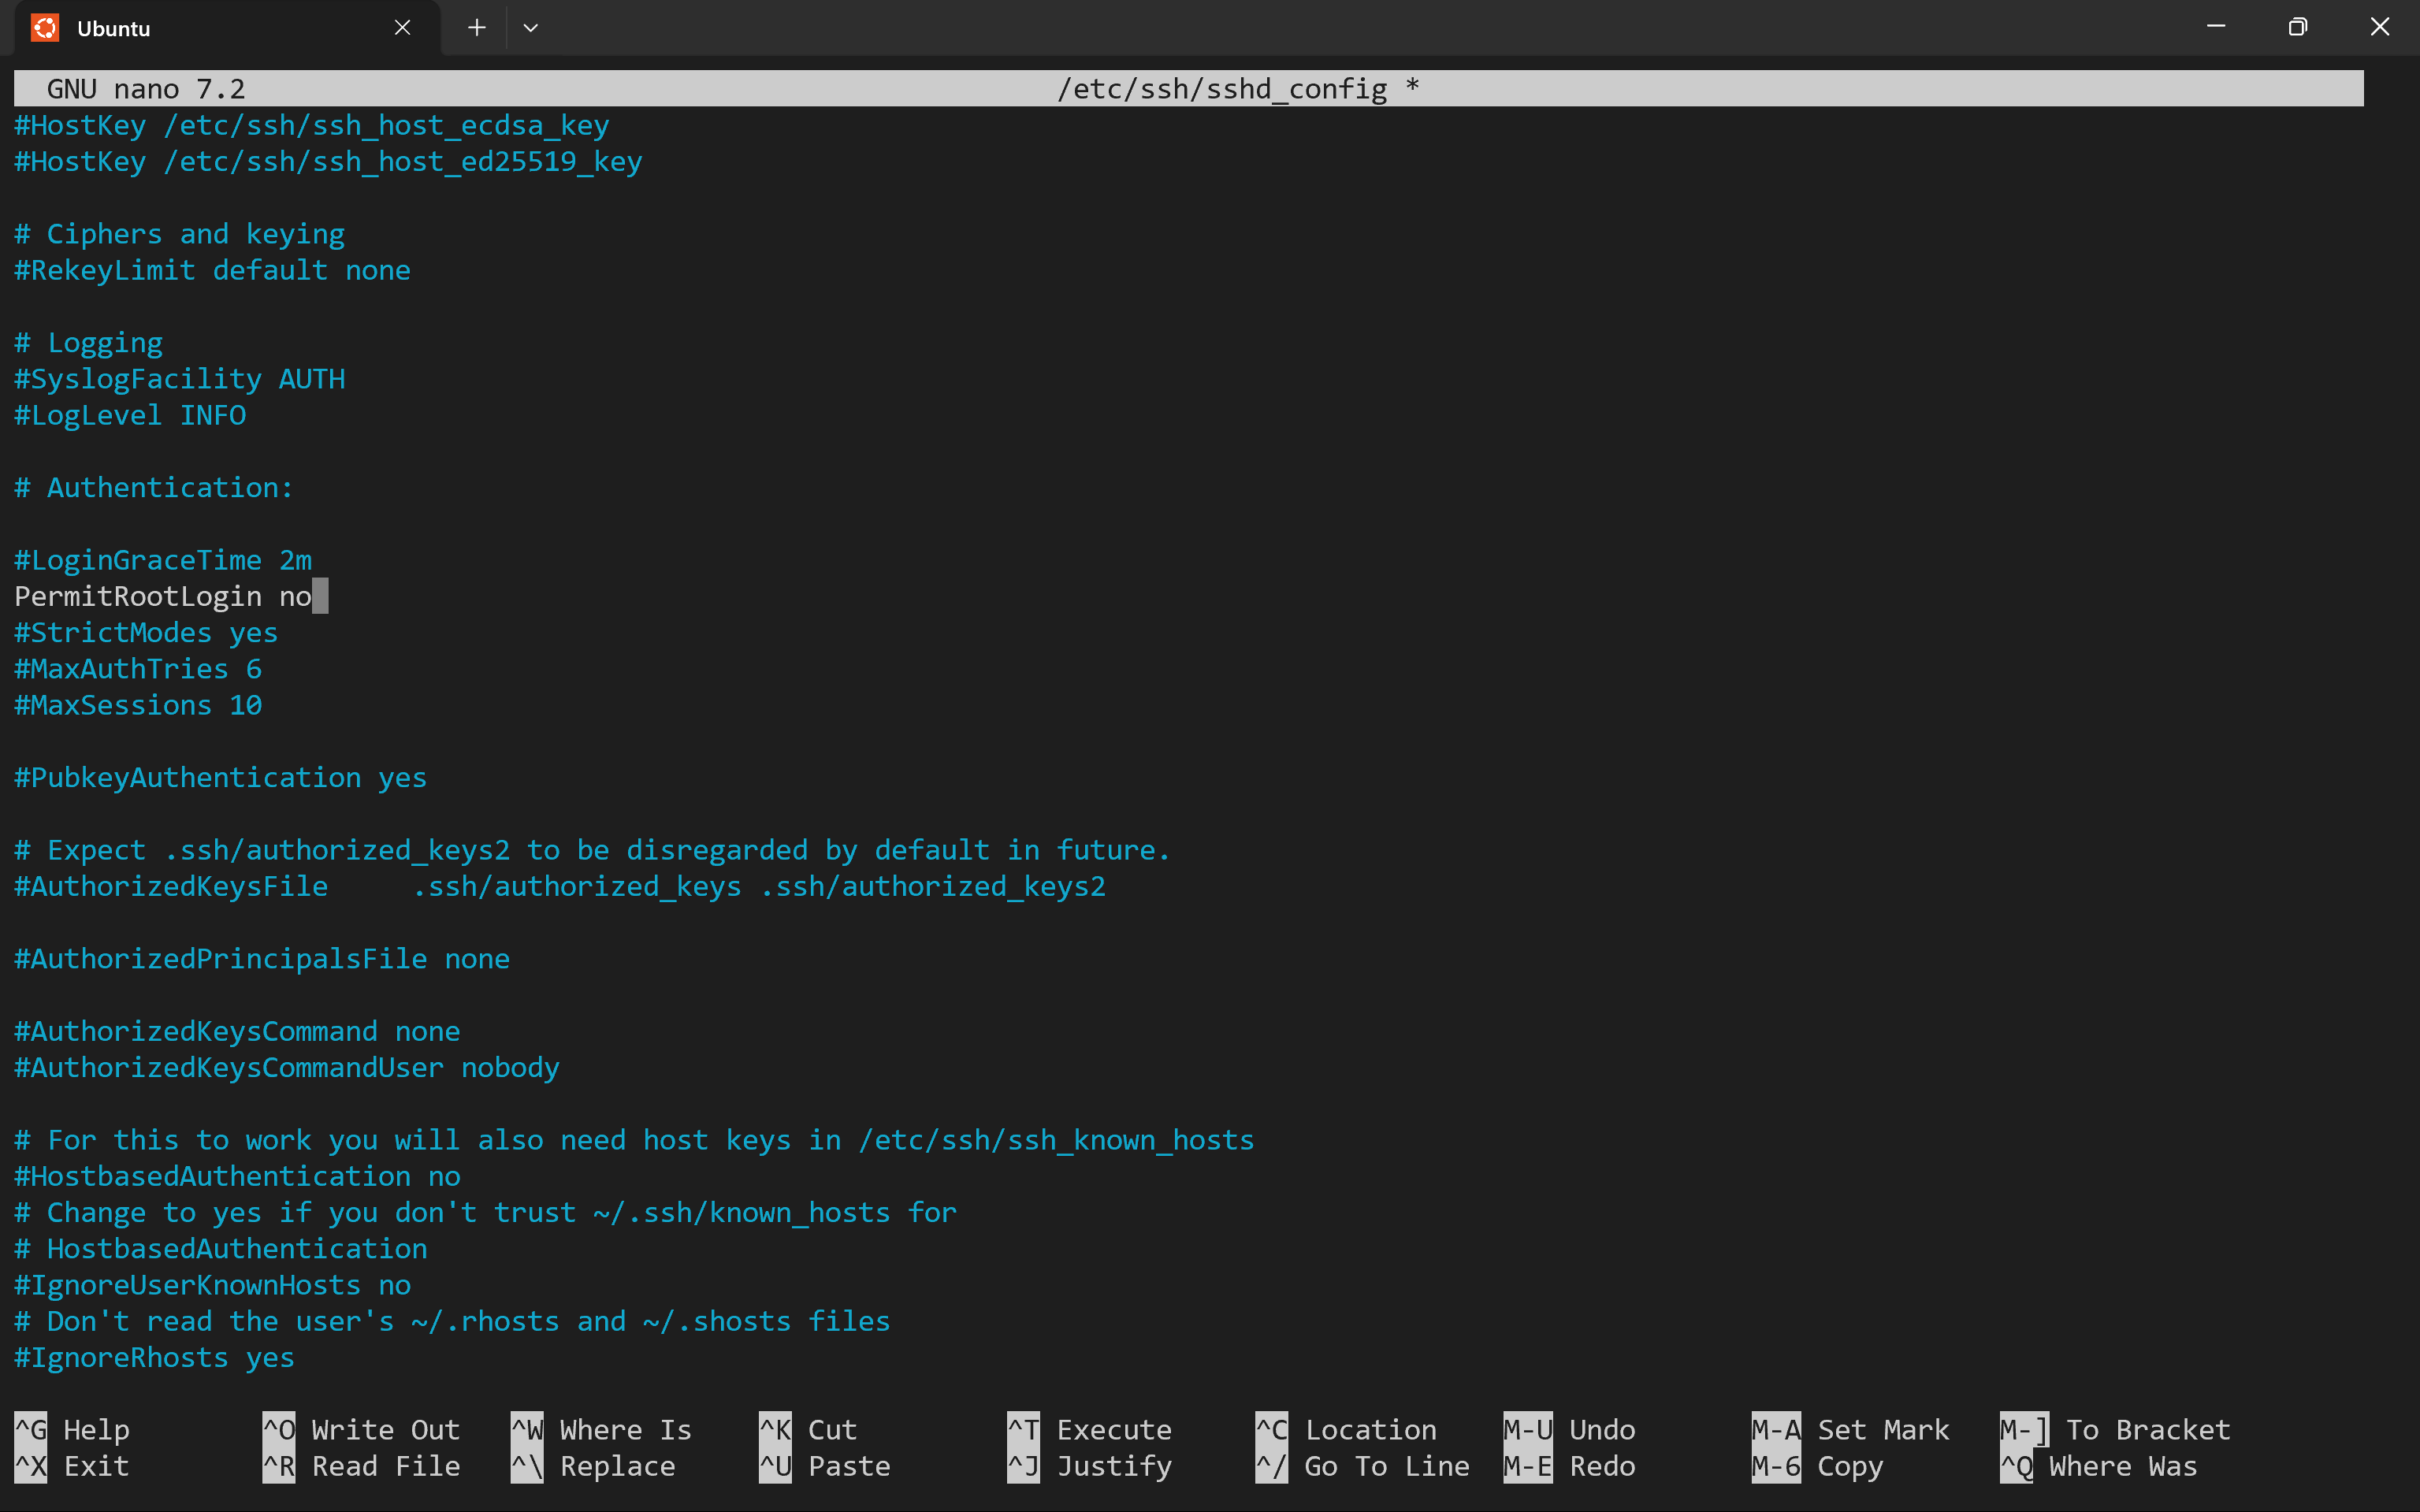 Ubuntu
GNU nano 7.2 /etc/ssh/sshd_config *
#HostKey /etc/ssh/ssh_host_ecdsa_key
#HostKey /etc/ssh/ssh_host_ed25519_key
# Ciphers and keying
#RekeyLimit default none
# Logging
#SyslogFacility AUTH
#LogLevel INFO
# Authentication:
#LoginGraceTime 2m
PermitRootLogin no
#StrictModes yes
#MaxAuthTries 6
#MaxSessions 10
#PubkeyAuthentication yes
# Expect .ssh/authorized_keys2 to be disregarded by default in future.
#AuthorizedKeysFile     .ssh/authorized_keys .ssh/authorized_keys2
#AuthorizedPrincipalsFile none
#AuthorizedKeysCommand none
#AuthorizedKeysCommandUser nobody
# For this to work you will also need host keys in /etc/ssh/ssh_known_hosts
#HostbasedAuthentication no
# Change to yes if you don't trust ~/.ssh/known_hosts for
# HostbasedAuthentication
#IgnoreUserKnownHosts no
# Don't read the user's ~/.rhosts and ~/.shosts files
#IgnoreRhosts yes
^G Help ^O Write Out ^W Where Is ^K Cut ^T Execute ^C Location M-U Undo M-A Set Mark M-] To Bracket
^X Exit ^R Read File ^\ Replace ^U Paste ^J Justify ^/ Go To Line M-E Redo M-6 Copy ^Q Where Was